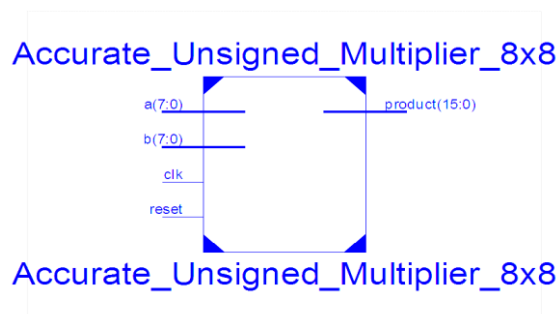 Accurate_Unsigned_Multiplier_8x8
a(7:0)
product(15:0)
b(7:0)
clk
reset
Accurate_Unsigned_Multiplier_8x8